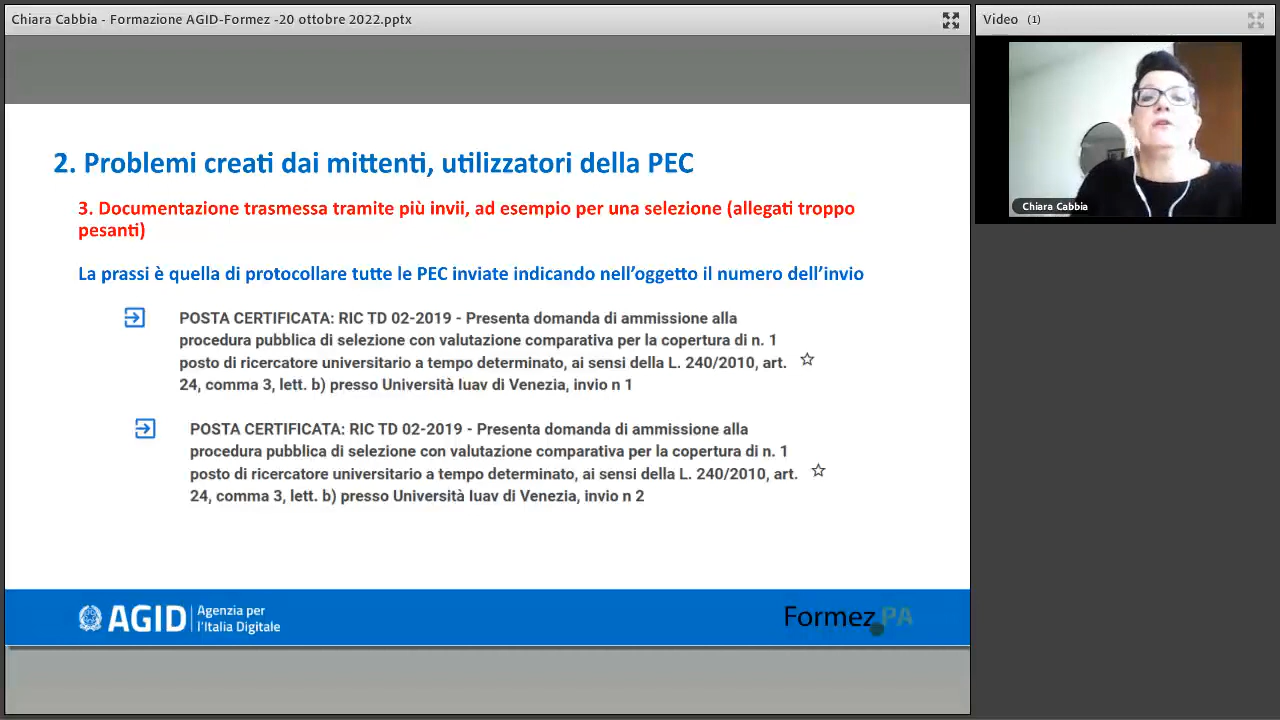 Chiara Cabbia - Formazione AGID-Formez -20 ottobre 2022.pptx
Video (1)
Chiara Cabbia
2. Problemi creati dai mittenti, utilizzatori della PEC
3. Documentazione trasmessa tramite più invii, ad esempio per una selezione (allegati troppo
pesanti)
La prassi è quella di protocollare tutte le PEC inviate indicando nell’oggetto il numero dell’invio
POSTA CERTIFICATA: RIC TD 02-2019 - Presenta domanda di ammissione alla
procedura pubblica di selezione con valutazione comparativa per la copertura di n. 1
posto di ricercatore universitario a tempo determinato, ai sensi della L. 240/2010, art.
24, comma 3, lett. b) presso Università Iuav di Venezia, invio n 1
POSTA CERTIFICATA: RIC TD 02-2019 - Presenta domanda di ammissione alla
procedura pubblica di selezione con valutazione comparativa per la copertura di n. 1
posto di ricercatore universitario a tempo determinato, ai sensi della L. 240/2010, art.
24, comma 3, lett. b) presso Università Iuav di Venezia, invio n 2
AGID
Agenzia per
l'Italia Digitale
Formez PA